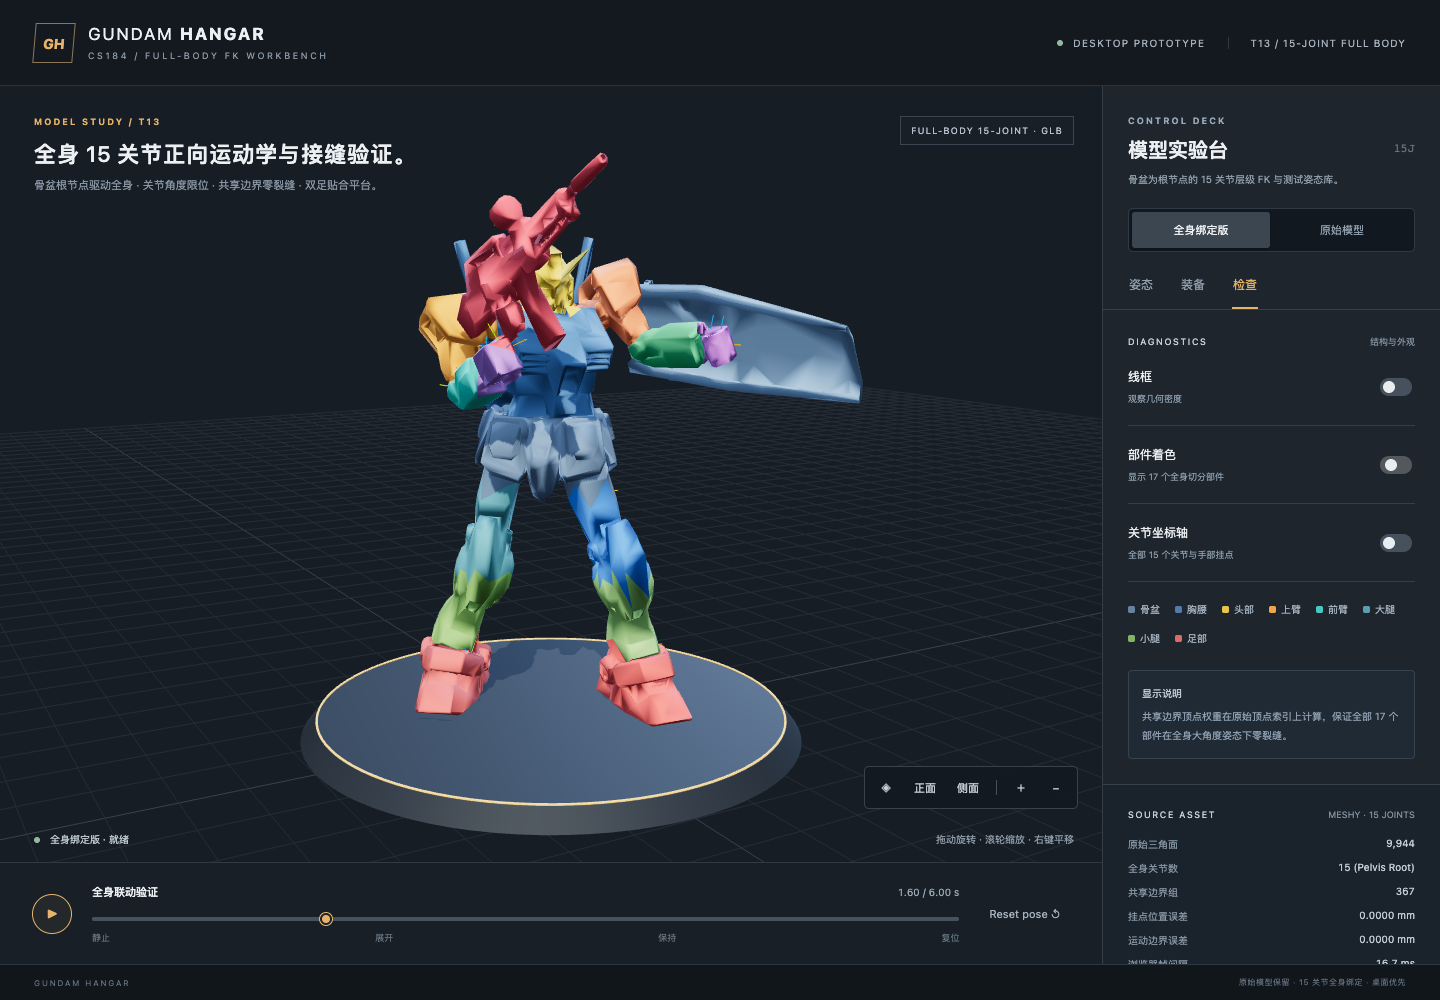 GH
GUNDAM HANGAR
CS184 / FULL-BODY FK WORKBENCH
DESKTOP PROTOTYPE
T13 / 15-JOINT FULL BODY
MODEL STUDY / T13
全身 15 关节正向运动学与接缝验证。
骨盆根节点驱动全身 · 关节角度限位 · 共享边界零裂缝 · 双足贴合平台。
FULL-BODY 15-JOINT · GLB
正面 侧面 + −
全身绑定版 · 就绪
拖动旋转 · 滚轮缩放 · 右键平移
全身联动验证
1.60 / 6.00 s
静止 展开 保持 复位
Reset pose ↺
CONTROL DECK
模型实验台
15J
骨盆为根节点的 15 关节层级 FK 与测试姿态库。
全身绑定版 原始模型
姿态 装备 检查
DIAGNOSTICS 结构与外观
线框
观察几何密度
部件着色
显示 17 个全身切分部件
关节坐标轴
全部 15 个关节与手部挂点
骨盆 胸腰 头部 上臂 前臂 大腿
小腿 足部
显示说明
共享边界顶点权重在原始顶点索引上计算，保证全部 17 个
部件在全身大角度姿态下零裂缝。
SOURCE ASSET MESHY · 15 JOINTS
原始三角面 9,944
全身关节数 15 (Pelvis Root)
共享边界组 367
挂点位置误差 0.0000 mm
运动边界误差 0.0000 mm
浏览器帧间隔 16.7 ms
GUNDAM HANGAR
原始模型保留 · 15 关节全身绑定 · 桌面优先